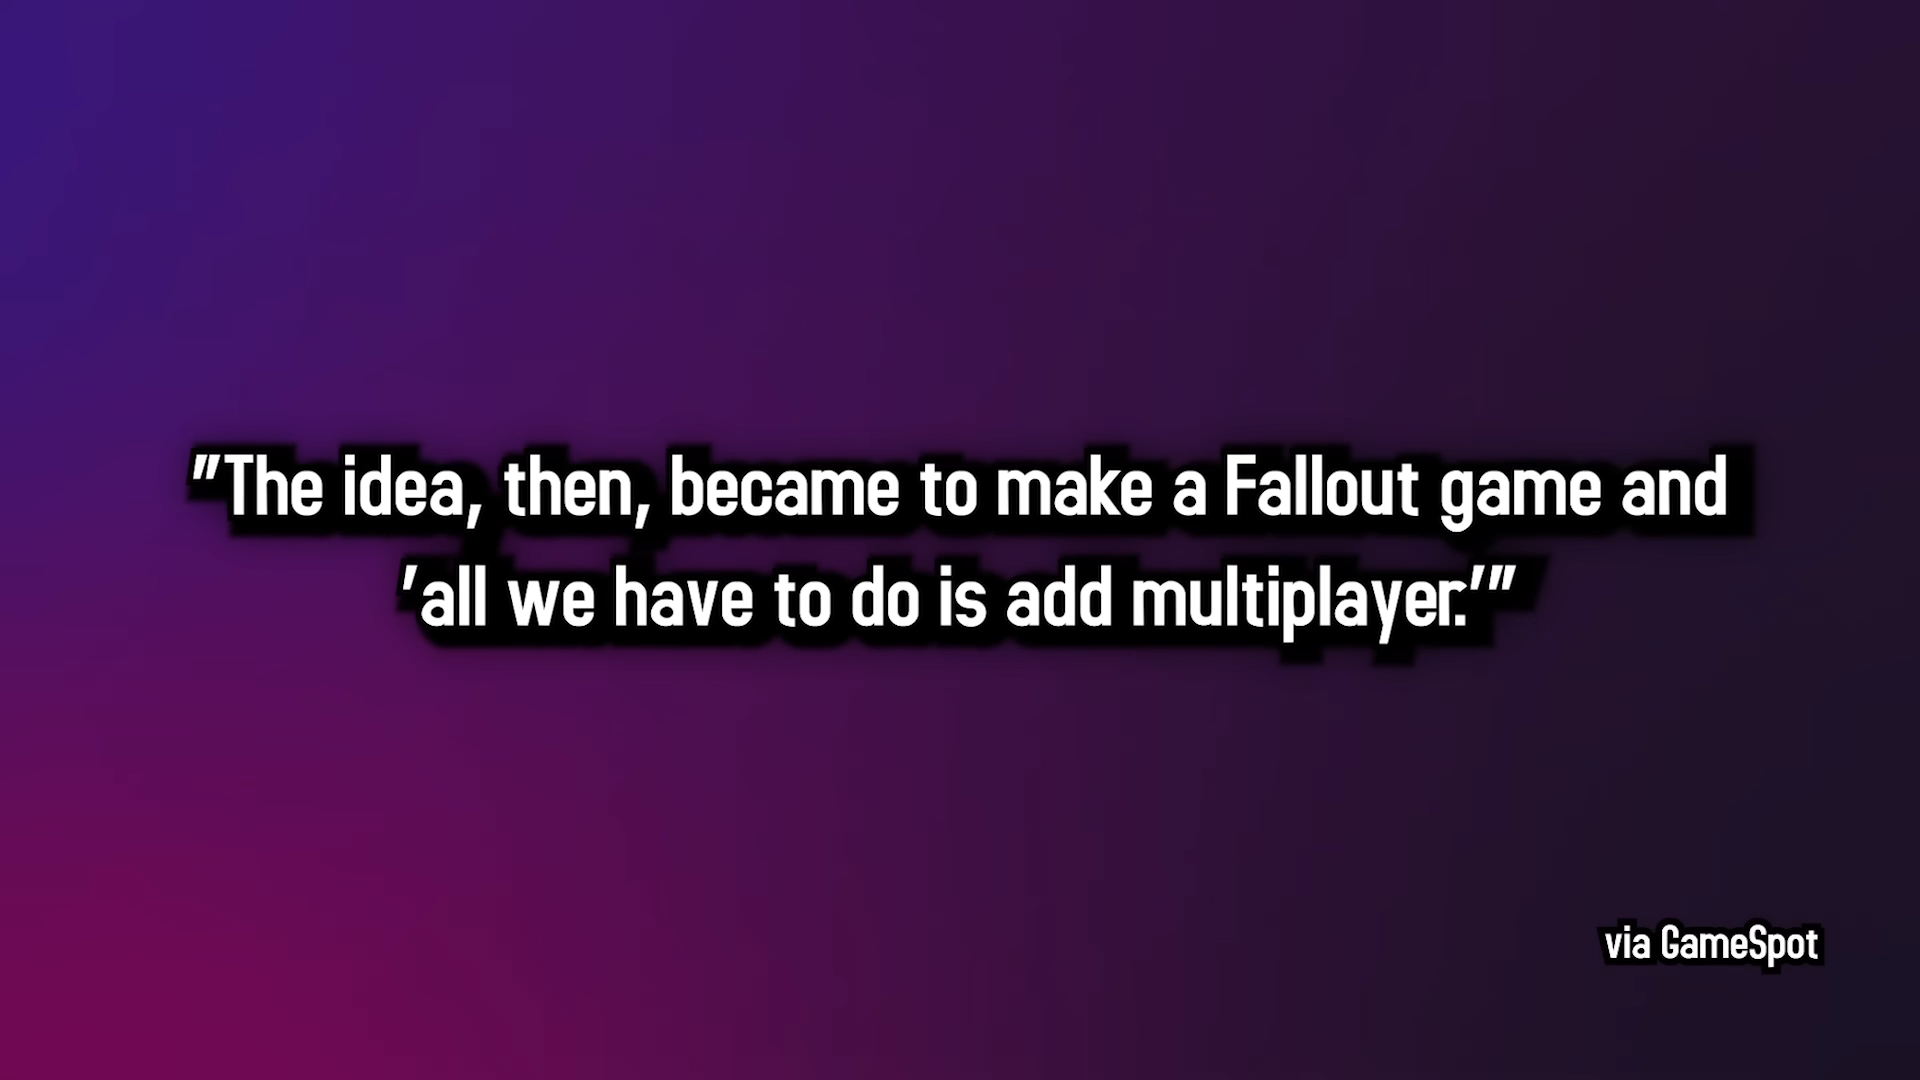 "The idea, then, became to make a Fallout game and
'all we have to do is add multiplayer.'"
via GameSpot